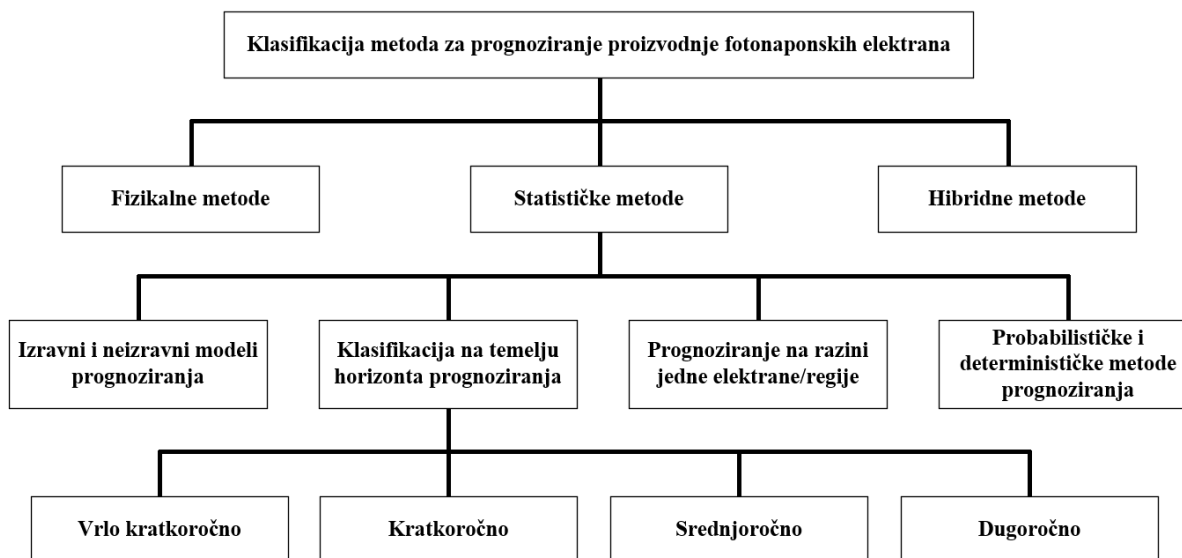 Klasifikacija metoda za prognoziranje proizvodnje fotonaponskih elektrana
Fizikalne metode
Statističke metode
Hibridne metode
Izravni i neizravni modeli
prognoziranja
Klasifikacija na temelju
horizonta prognoziranja
Prognoziranje na razini
jedne elektrane/regije
Probabilističke i
determinističke metode
prognoziranja
Vrlo kratkoročno
Kratkoročno
Srednjoročno
Dugoročno